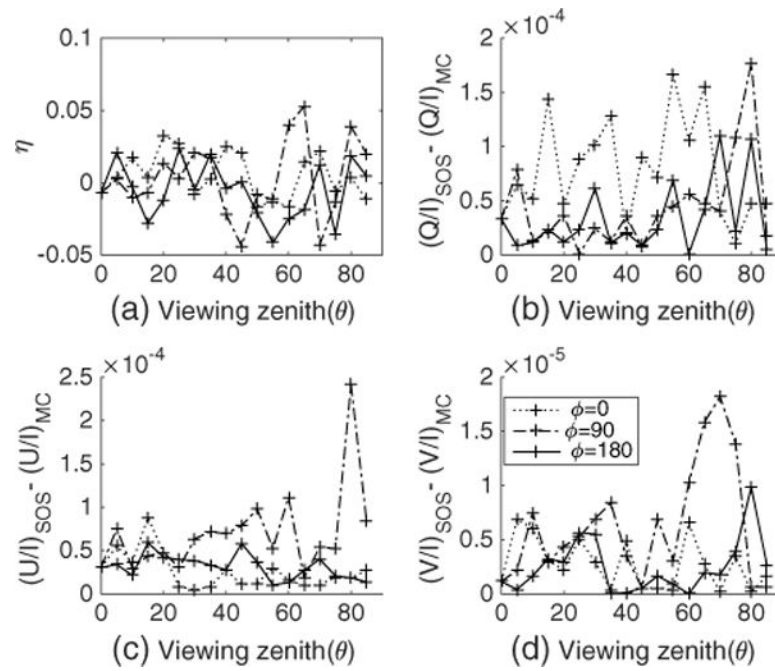 0.1
0.05
0
-0.05
η
0 20 40 60 80
(a) Viewing zenith(θ)
×10⁻⁴
2
1.5
1
0.5
0
(Q/I)SOS- (Q/I)MC
0 20 40 60 80
(b) Viewing zenith(θ)
×10⁻⁴
2.5
2
1.5
1
0.5
0
(U/I)SOS- (U/I)MC
0 20 40 60 80
(c) Viewing zenith(θ)
×10⁻⁵
2
1.5
1
0.5
0
(V/I)SOS- (V/I)MC
ϕ=0
ϕ=90
ϕ=180
0 20 40 60 80
(d) Viewing zenith(θ)